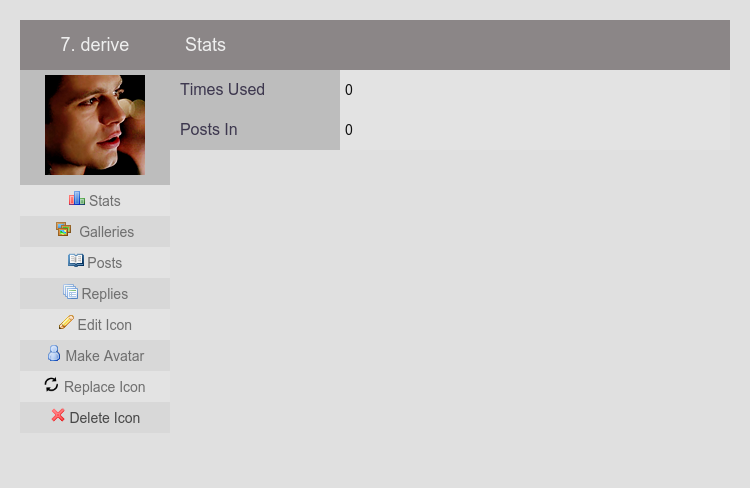 7. derive
Stats
Times Used 0
Posts In 0
Stats
Galleries
Posts
Replies
Edit Icon
Make Avatar
Replace Icon
Delete Icon